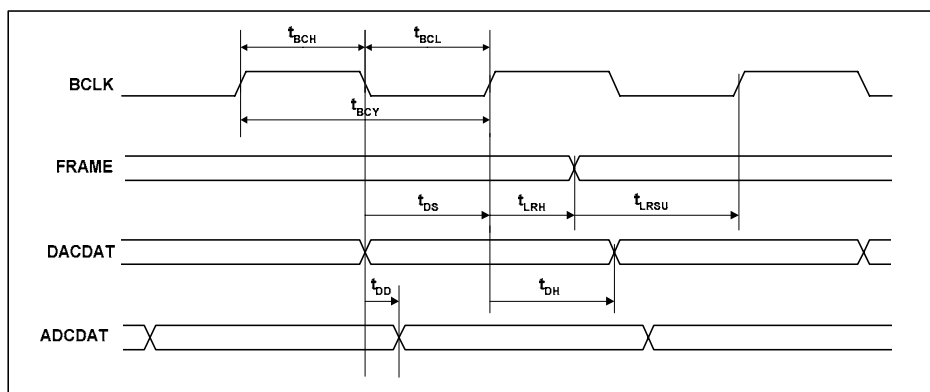 tBCH
tBCL
BCLK
tBCY
FRAME
tDS
tLRH
tLRSU
DACDAT
tDD
tDH
ADCDAT